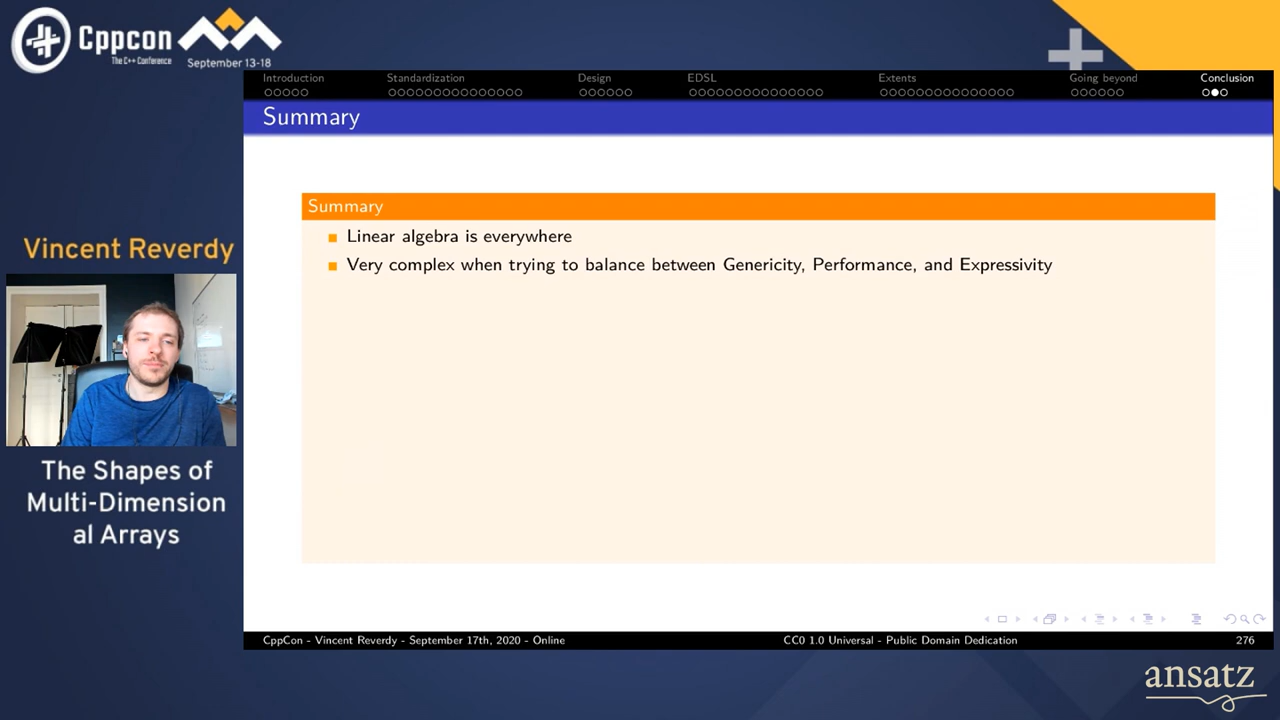 Cppcon
The C++ Conference
September 13-18
Introduction Standardization Design EDSL Extents Going beyond Conclusion
Summary
Summary
Linear algebra is everywhere
Very complex when trying to balance between Genericity, Performance, and Expressivity
Vincent Reverdy
The Shapes of
Multi-Dimension
al Arrays
CppCon - Vincent Reverdy - September 17th, 2020 - Online CC0 1.0 Universal - Public Domain Dedication 276
ansatz